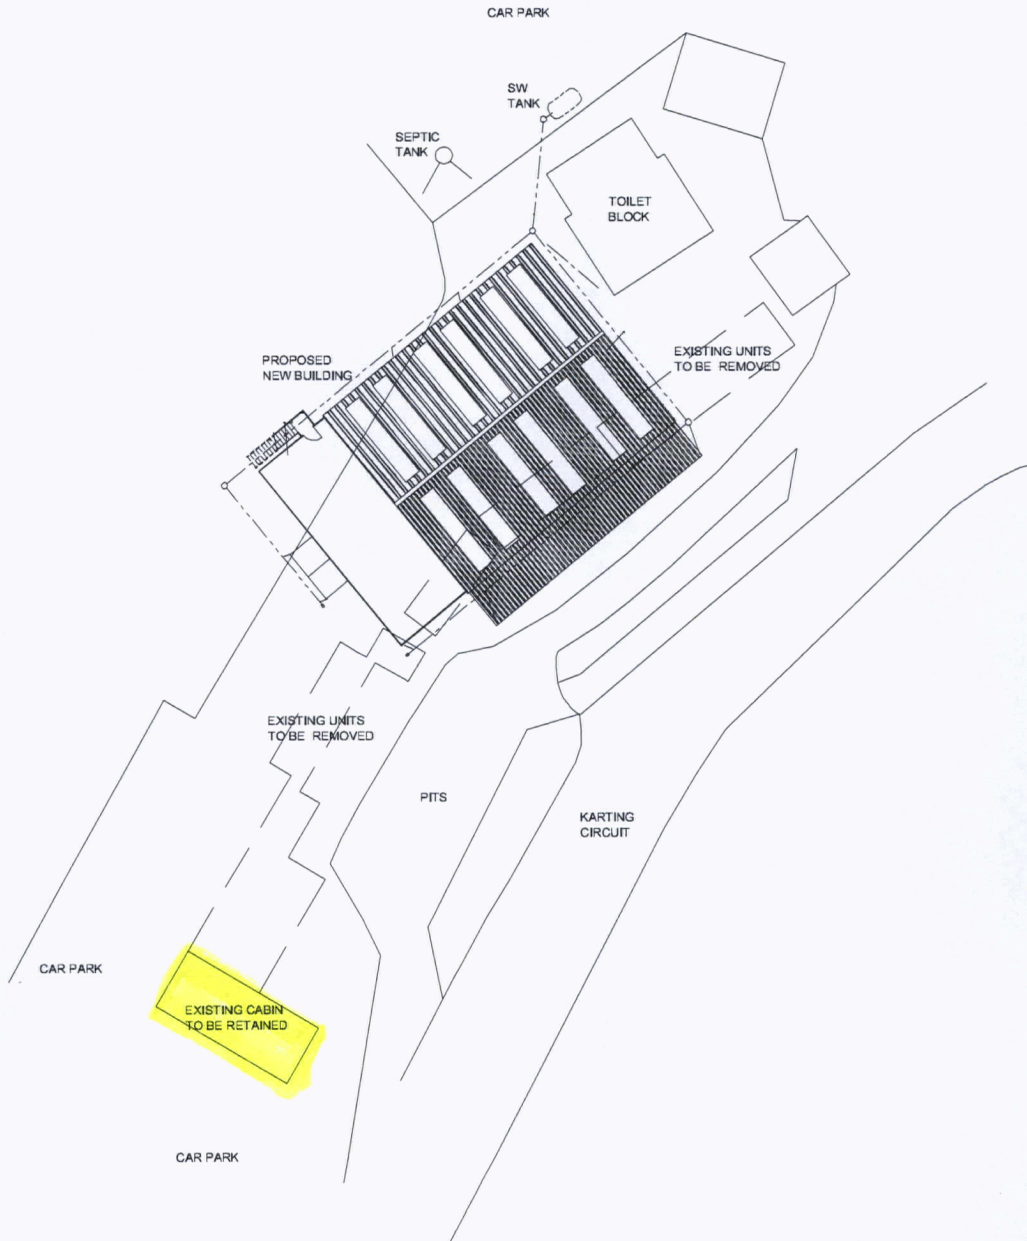 CAR PARK
SW
TANK
SEPTIC
TANK
TOILET
BLOCK
EXISTING UNITS
TO BE REMOVED
PROPOSED
NEW BUILDING
EXISTING UNITS
TO BE REMOVED
PITS
KARTING
CIRCUIT
CAR PARK
EXISTING CABIN
TO BE RETAINED
CAR PARK